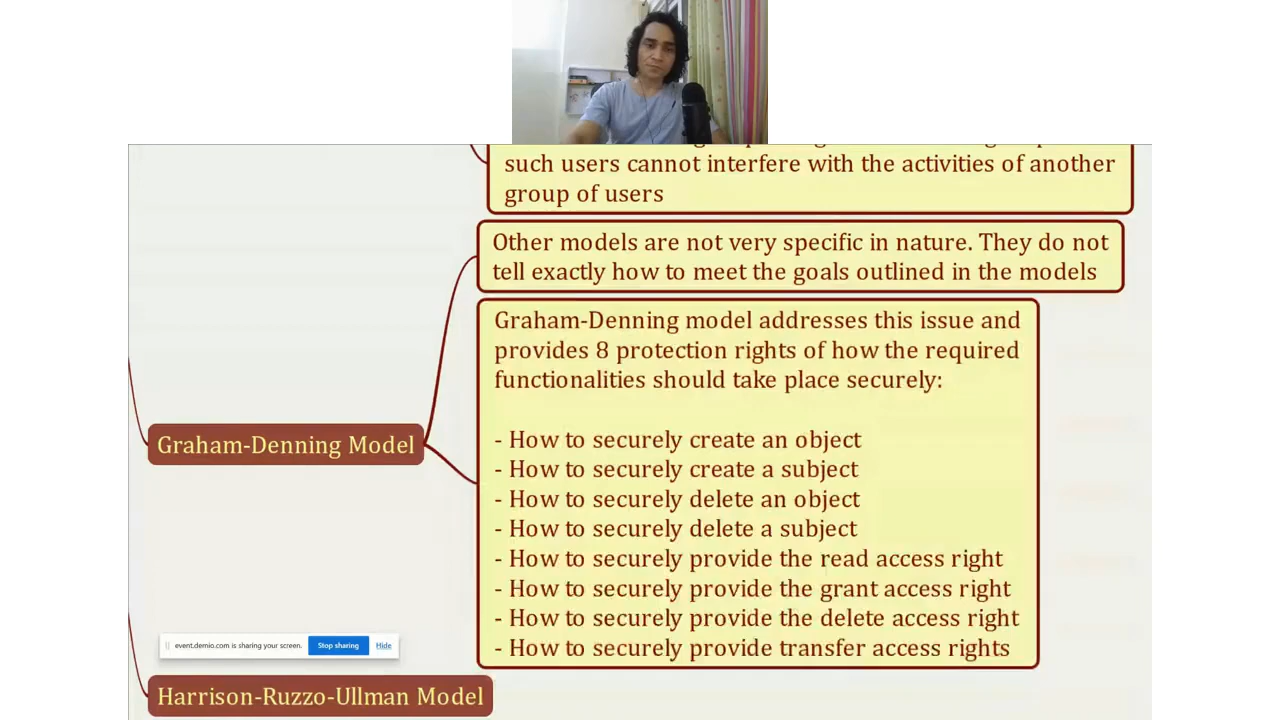 such users cannot interfere with the activities of another
group of users
Other models are not very specific in nature. They do not
tell exactly how to meet the goals outlined in the models
Graham-Denning model addresses this issue and
provides 8 protection rights of how the required
functionalities should take place securely:
- How to securely create an object
- How to securely create a subject
- How to securely delete an object
- How to securely delete a subject
- How to securely provide the read access right
- How to securely provide the grant access right
- How to securely provide the delete access right
- How to securely provide transfer access rights
Graham-Denning Model
event.demio.com is sharing your screen. Stop sharing Hide
Harrison-Ruzzo-Ullman Model